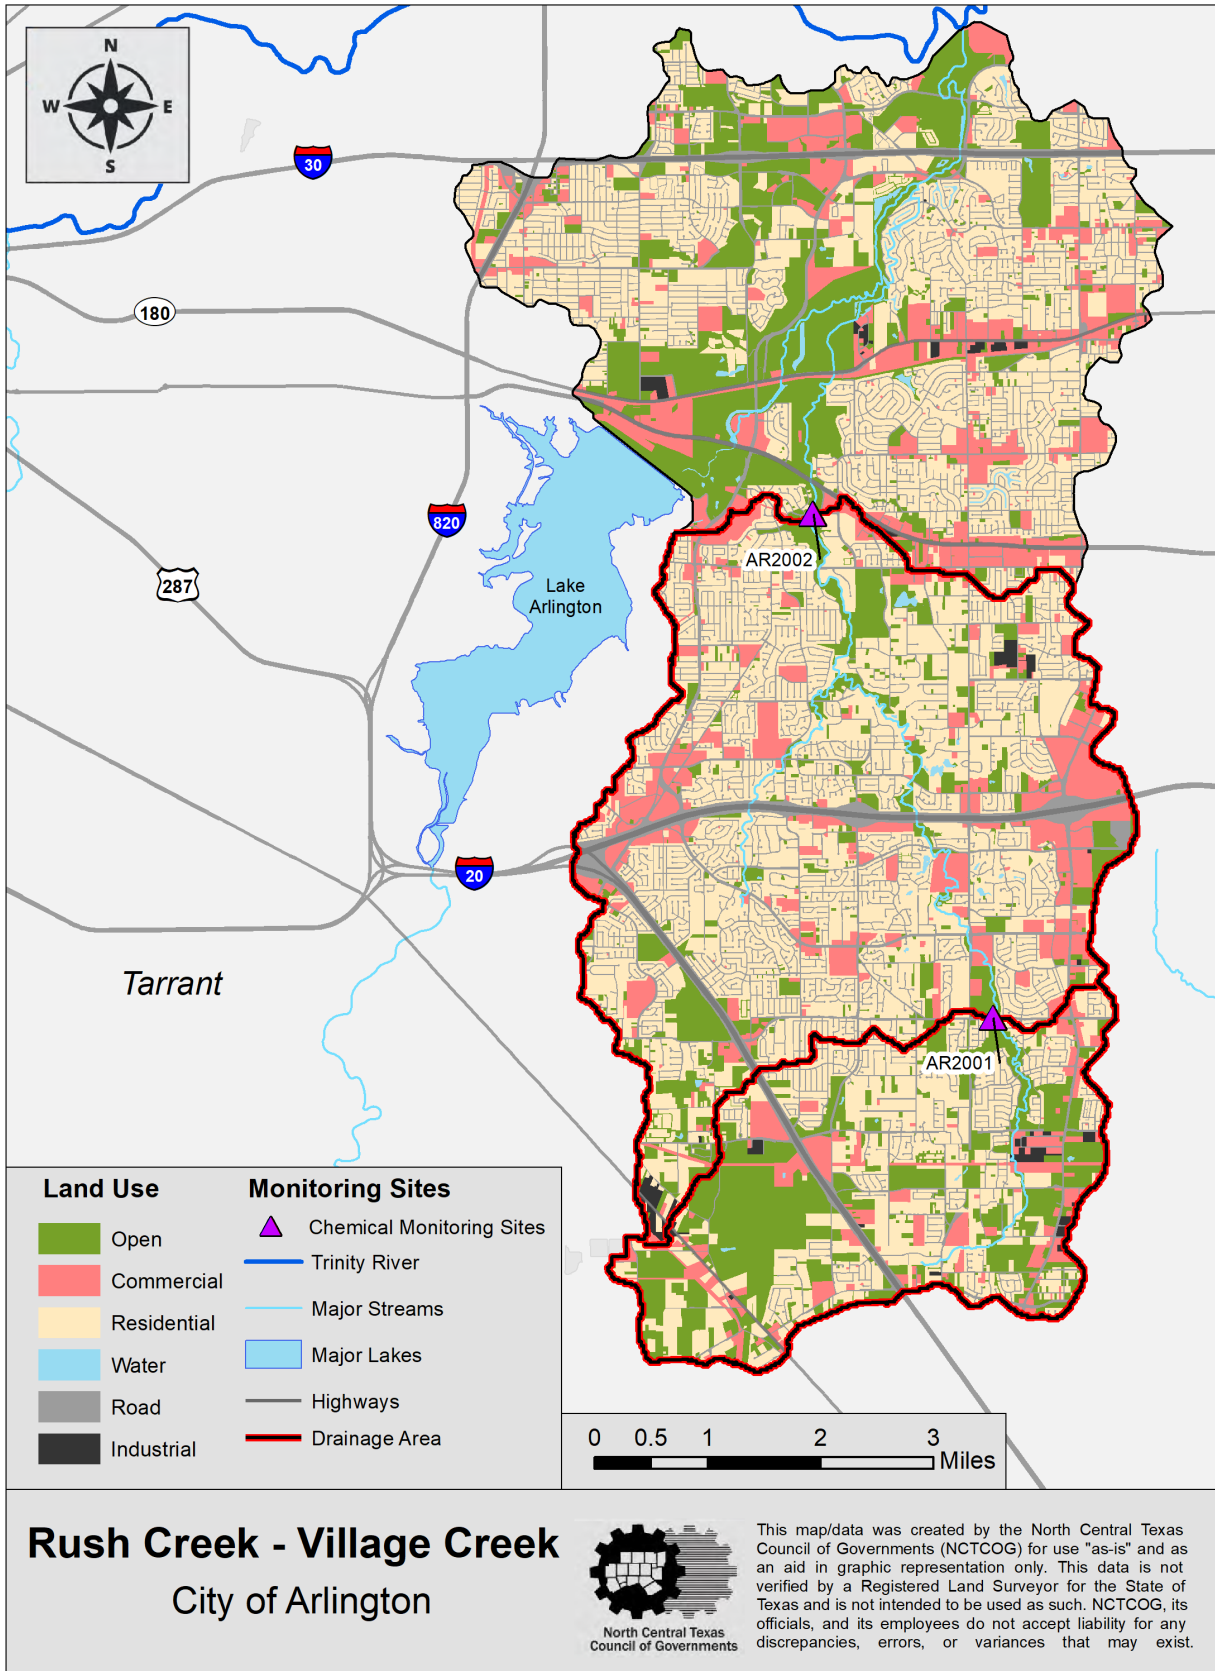 N
W E
S
30
180
820
287
Lake
Arlington
AR2002
20
Tarrant
AR2001
Land Use
Open
Commercial
Residential
Water
Road
Industrial
Monitoring Sites
Chemical Monitoring Sites
Trinity River
Major Streams
Major Lakes
Highways
Drainage Area
0 0.5 1 2 3
Miles
Rush Creek - Village Creek
City of Arlington
North Central Texas
Council of Governments
This map/data was created by the North Central Texas
Council of Governments (NCTCOG) for use "as-is" and as
an aid in graphic representation only. This data is not
verified by a Registered Land Surveyor for the State of
Texas and is not intended to be used as such. NCTCOG, its
officials, and its employees do not accept liability for any
discrepancies, errors, or variances that may exist.